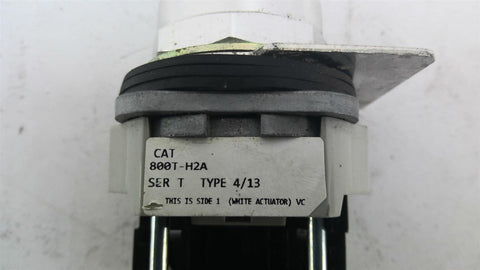 CAT
800T-H2A
SER T TYPE 4/13
THIS IS SIDE 1 (WHITE ACTUATOR) VC